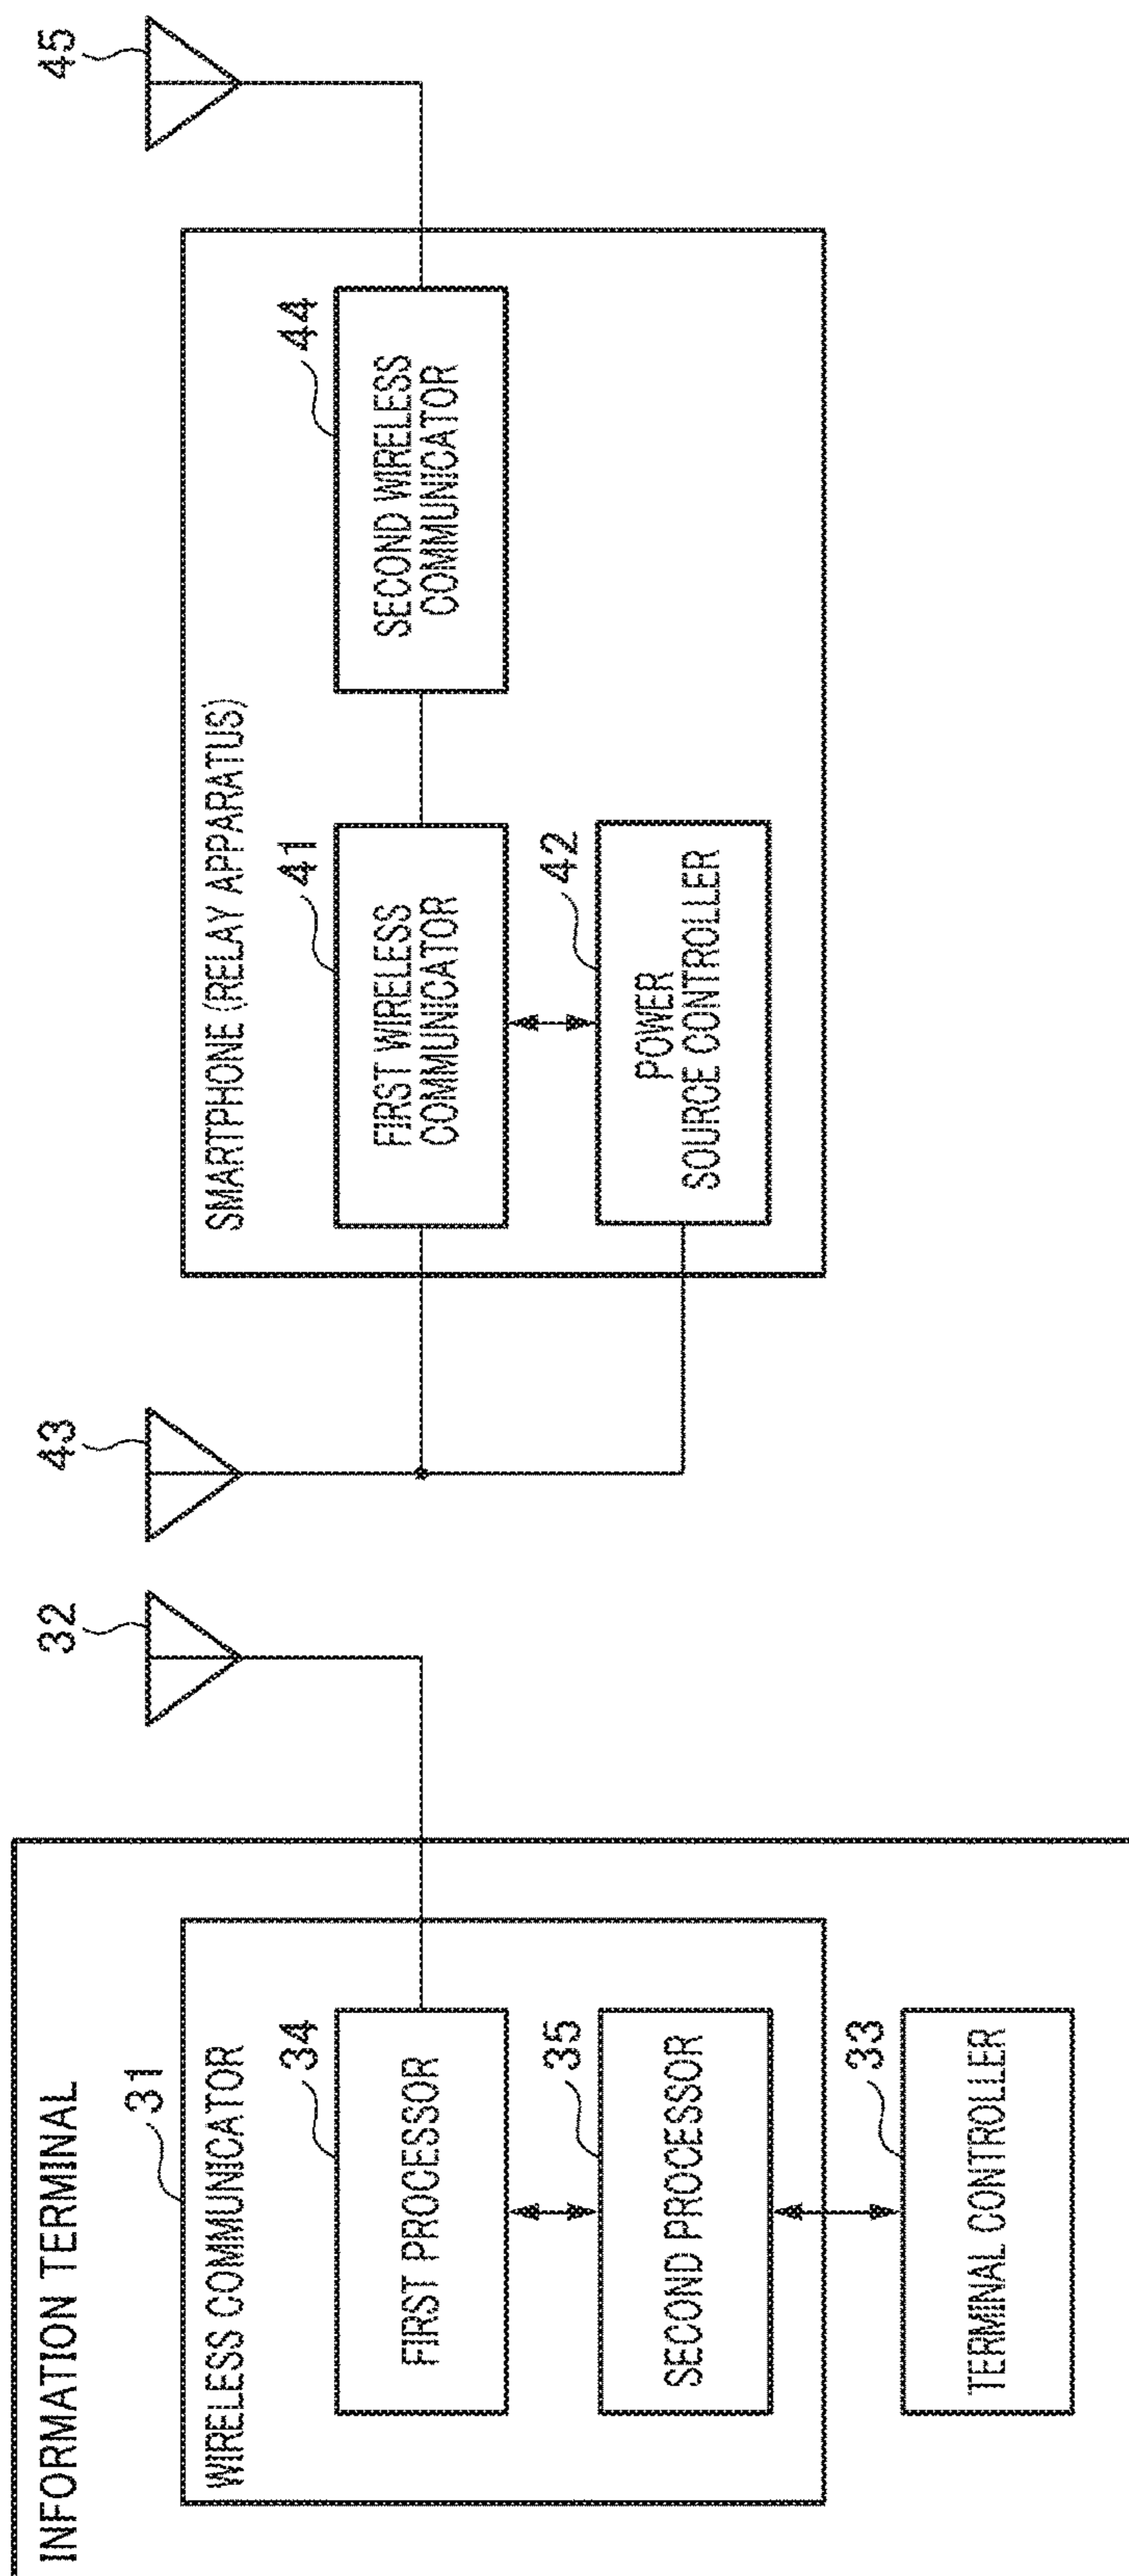 INFORMATION TERMINAL
31
WIRELESS COMMUNICATOR
34
FIRST PROCESSOR
35
SECOND PROCESSOR
33
TERMINAL CONTROLLER
32
43
SMARTPHONE (RELAY APPARATUS)
41
FIRST WIRELESS
COMMUNICATOR
42
POWER
SOURCE CONTROLLER
44
SECOND WIRELESS
COMMUNICATOR
45